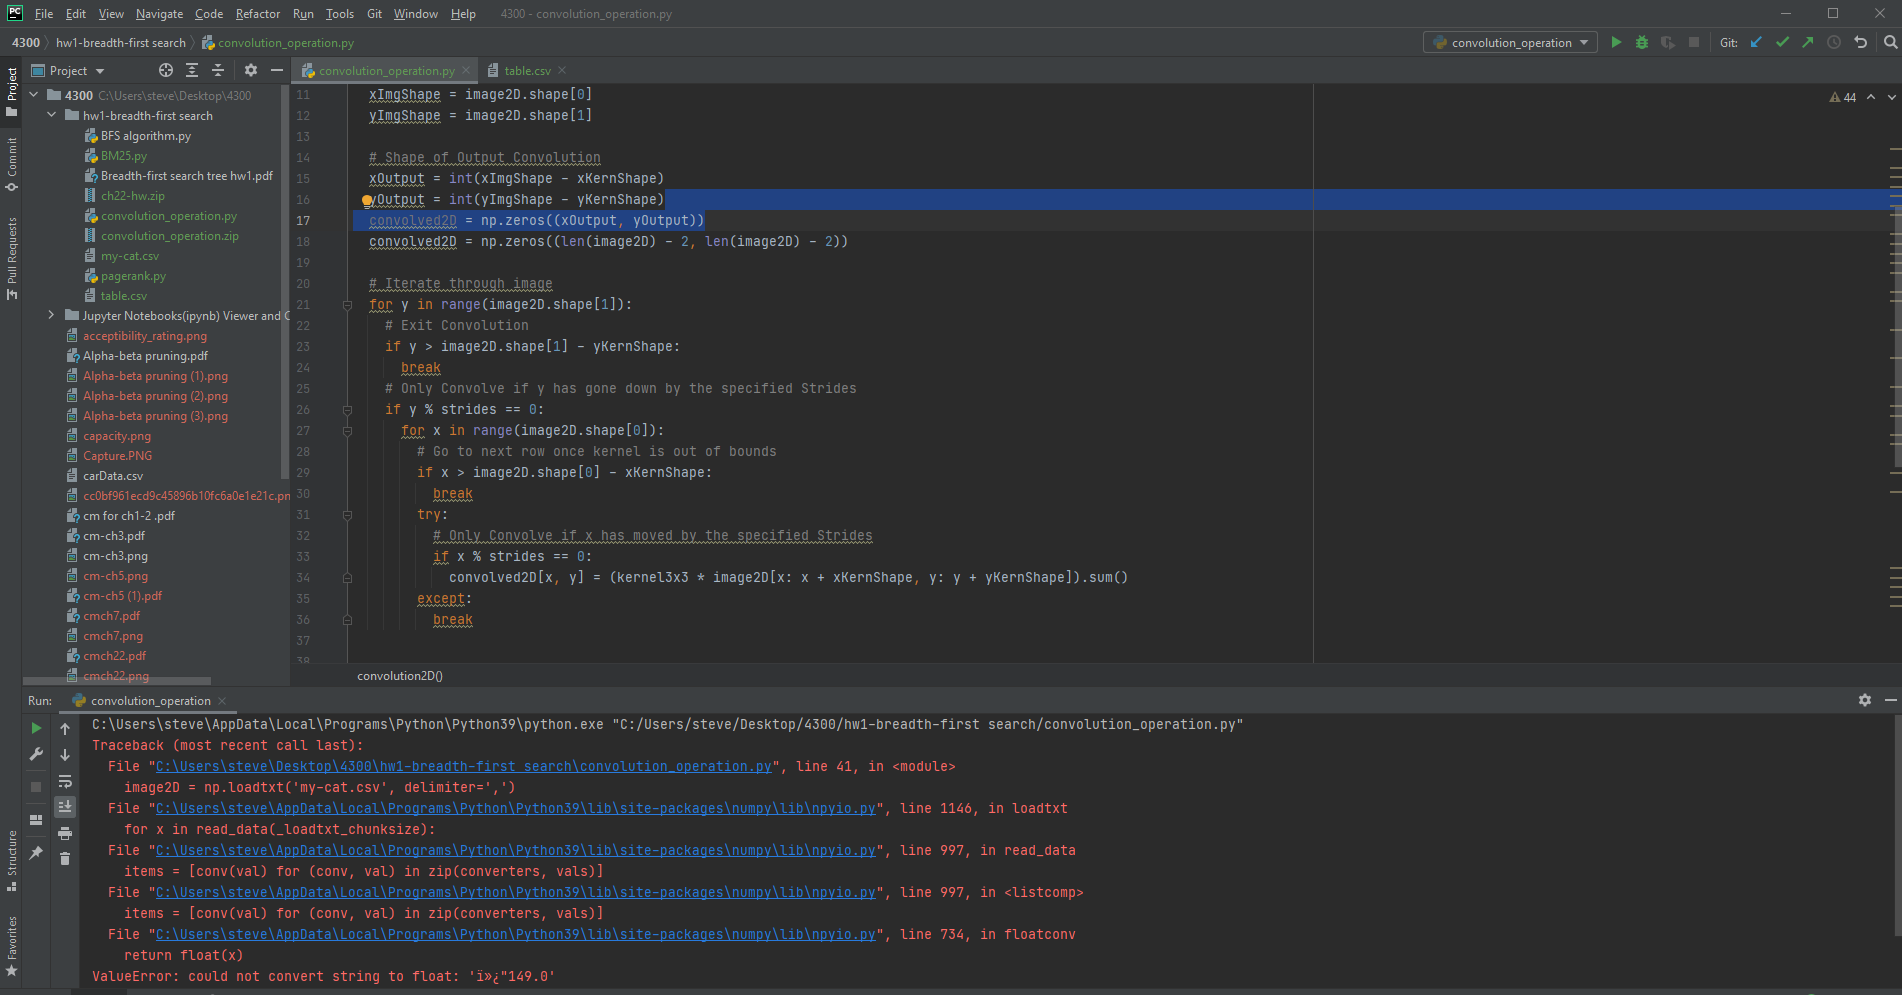 PC File Edit View Navigate Code Refactor Run Tools Git Window Help 4300 - convolution_operation.py
4300 hw1-breadth-first search convolution_operation.py convolution_operation Git:
Project
convolution_operation.py table.csv
4300 C:\Users\steve\Desktop\4300
hw1-breadth-first search
BFS algorithm.py
BM25.py
Breadth-first search tree hw1.pdf
ch22-hw.zip
convolution_operation.py
convolution_operation.zip
my-cat.csv
pagerank.py
table.csv
Jupyter Notebooks(ipynb) Viewer and C
acceptibility_rating.png
Alpha-beta pruning.pdf
Alpha-beta pruning (1).png
Alpha-beta pruning (2).png
Alpha-beta pruning (3).png
capacity.png
Capture.PNG
carData.csv
cc0bf961ecd9c45896b10fc6a0e1e21c.pn
cm for ch1-2 .pdf
cm-ch3.pdf
cm-ch3.png
cm-ch5.png
cm-ch5 (1).pdf
cmch7.pdf
cmch7.png
cmch22.pdf
cmch22.png
Project
Commit
Pull Requests
Structure
Favorites
44
11 xImgShape = image2D.shape[0]
12 yImgShape = image2D.shape[1]
13
14 # Shape of Output Convolution
15 xOutput = int(xImgShape - xKernShape)
16 yOutput = int(yImgShape - yKernShape)
17 convolved2D = np.zeros((xOutput, yOutput))
18 convolved2D = np.zeros((len(image2D) - 2, len(image2D) - 2))
19
20 # Iterate through image
21 for y in range(image2D.shape[1]):
22 # Exit Convolution
23 if y > image2D.shape[1] - yKernShape:
24 break
25 # Only Convolve if y has gone down by the specified Strides
26 if y % strides == 0:
27 for x in range(image2D.shape[0]):
28 # Go to next row once kernel is out of bounds
29 if x > image2D.shape[0] - xKernShape:
30 break
31 try:
32 # Only Convolve if x has moved by the specified Strides
33 if x % strides == 0:
34 convolved2D[x, y] = (kernel3x3 * image2D[x: x + xKernShape, y: y + yKernShape]).sum()
35 except:
36 break
37
38
convolution2D()
Run: convolution_operation
C:\Users\steve\AppData\Local\Programs\Python\Python39\python.exe "C:/Users/steve/Desktop/4300/hw1-breadth-first search/convolution_operation.py"
Traceback (most recent call last):
File "C:\Users\steve\Desktop\4300\hw1-breadth-first search\convolution_operation.py", line 41, in <module>
image2D = np.loadtxt('my-cat.csv', delimiter=',')
File "C:\Users\steve\AppData\Local\Programs\Python\Python39\lib\site-packages\numpy\lib\npyio.py", line 1146, in loadtxt
for x in read_data(_loadtxt_chunksize):
File "C:\Users\steve\AppData\Local\Programs\Python\Python39\lib\site-packages\numpy\lib\npyio.py", line 997, in read_data
items = [conv(val) for (conv, val) in zip(converters, vals)]
File "C:\Users\steve\AppData\Local\Programs\Python\Python39\lib\site-packages\numpy\lib\npyio.py", line 997, in <listcomp>
items = [conv(val) for (conv, val) in zip(converters, vals)]
File "C:\Users\steve\AppData\Local\Programs\Python\Python39\lib\site-packages\numpy\lib\npyio.py", line 734, in floatconv
return float(x)
ValueError: could not convert string to float: 'ï»¿"149.0'